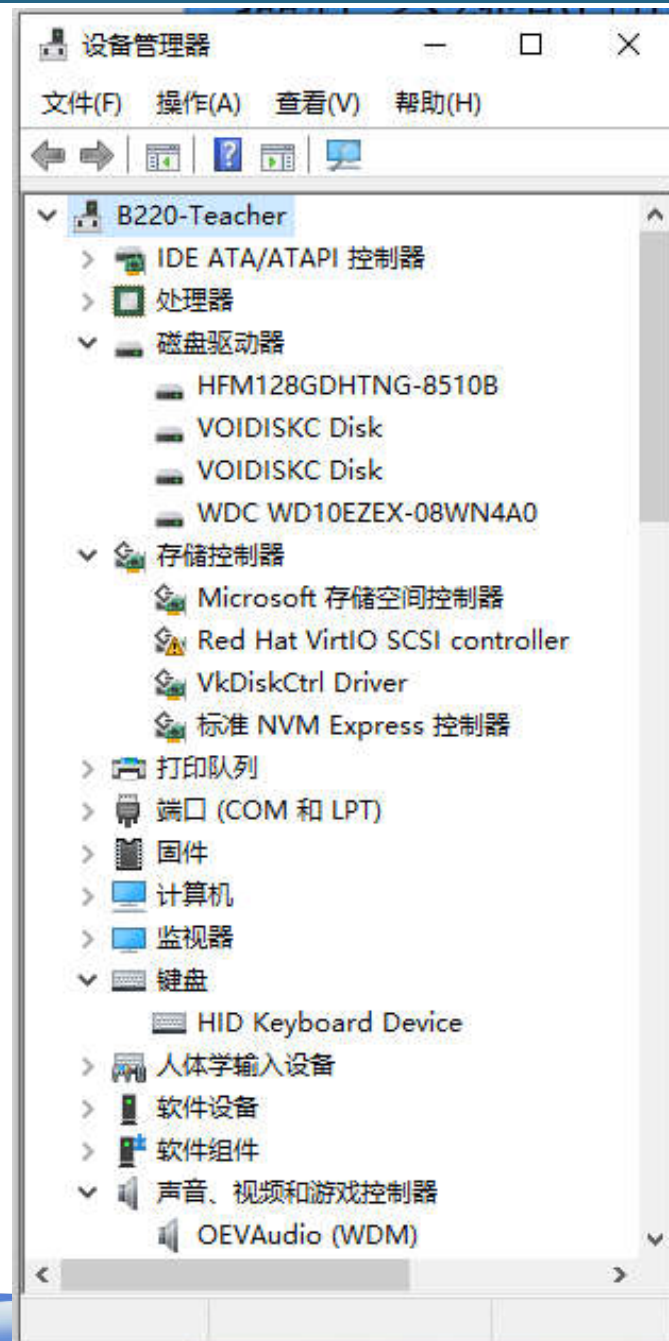 设备管理器
文件(F) 操作(A) 查看(V) 帮助(H)
B220-Teacher
IDE ATA/ATAPI 控制器
处理器
磁盘驱动器
HFM128GDHTNG-8510B
VOIDISKC Disk
VOIDISKC Disk
WDC WD10EZEX-08WN4A0
存储控制器
Microsoft 存储空间控制器
Red Hat VirtIO SCSI controller
VkDiskCtrl Driver
标准 NVM Express 控制器
打印队列
端口 (COM 和 LPT)
固件
计算机
监视器
键盘
HID Keyboard Device
人体学输入设备
软件设备
软件组件
声音、视频和游戏控制器
OEVAudio (WDM)